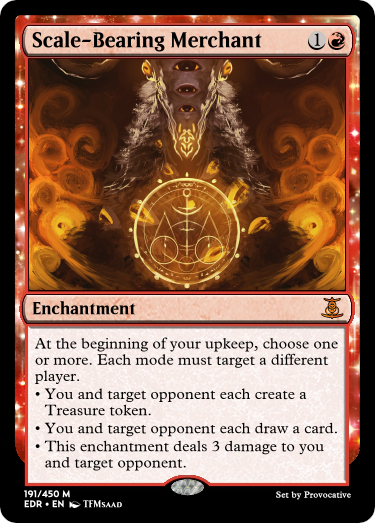 Scale-Bearing Merchant 1
Enchantment
At the beginning of your upkeep, choose one
or more. Each mode must target a different
player.
• You and target opponent each create a
Treasure token.
• You and target opponent each draw a card.
• This enchantment deals 3 damage to you
and target opponent.
191/450 M
EDR • EN TFMSAAD
Set by Provocative